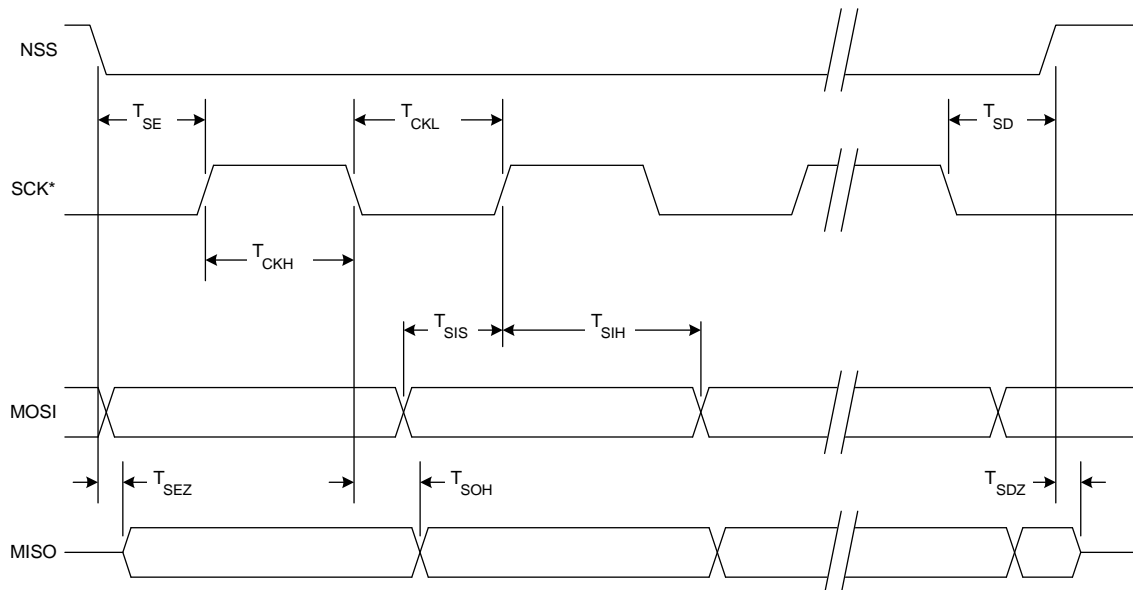 NSS
T_SE
T_CKL
T_SD
SCK*
T_CKH
T_SIS
T_SIH
MOSI
T_SEZ
T_SOH
T_SDZ
MISO